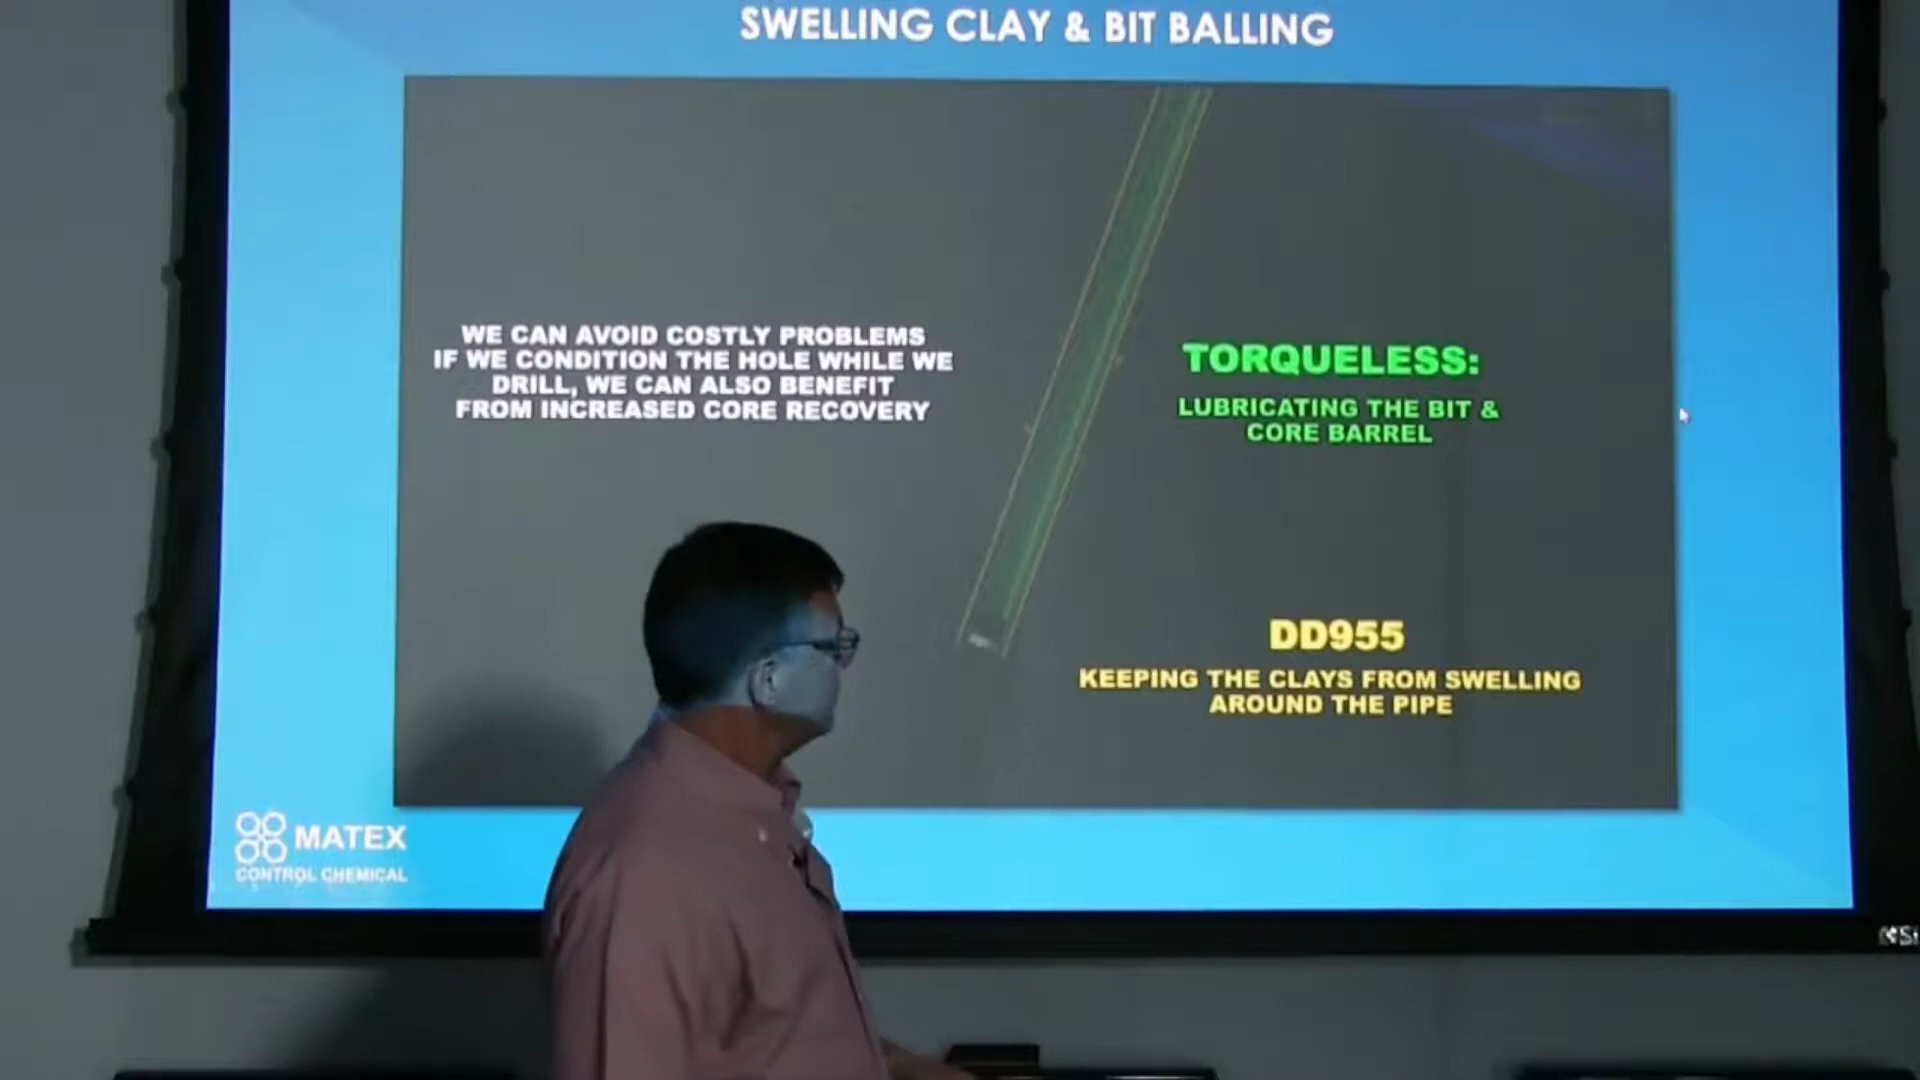 SWELLING CLAY & BIT BALLING
WE CAN AVOID COSTLY PROBLEMS
IF WE CONDITION THE HOLE WHILE WE
DRILL, WE CAN ALSO BENEFIT
FROM INCREASED CORE RECOVERY
TORQUELESS:
LUBRICATING THE BIT &
CORE BARREL
DD955
KEEPING THE CLAYS FROM SWELLING
AROUND THE PIPE
MATEX
CONTROL CHEMICAL